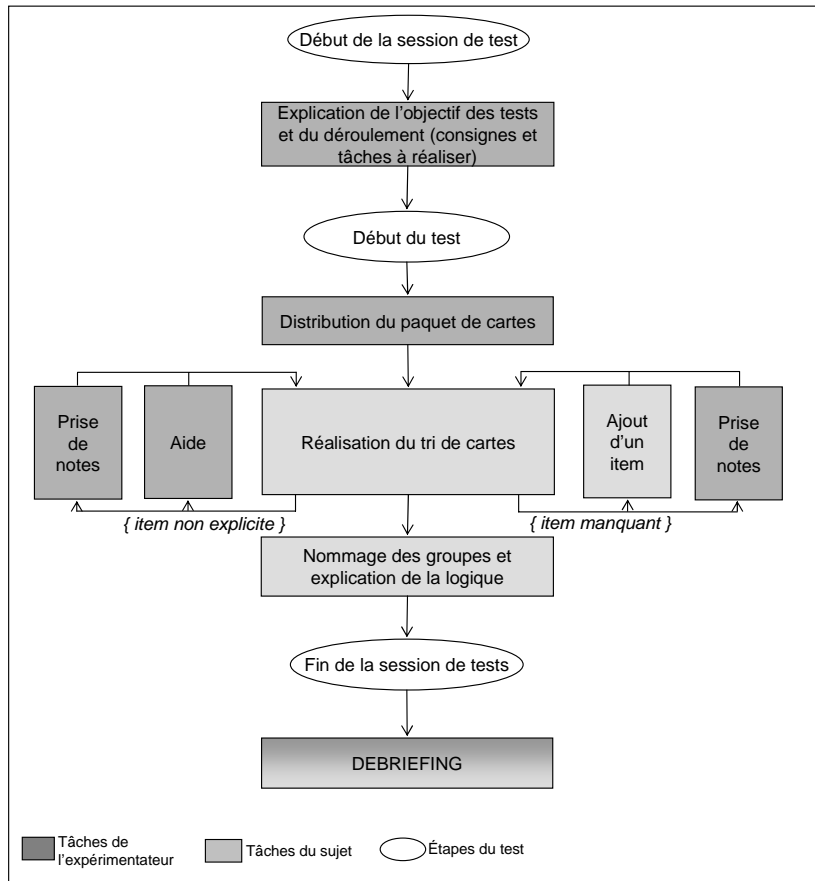 Début de la session de test
Explication de l'objectif des tests
et du déroulement (consignes et
tâches à réaliser)
Début du test
Distribution du paquet de cartes
Prise
de
notes
Aide
Réalisation du tri de cartes
Ajout
d'un
item
Prise
de
notes
{ item non explicite }
{ item manquant }
Nommage des groupes et
explication de la logique
Fin de la session de tests
DEBRIEFING
Tâches de
l'expérimentateur
Tâches du sujet
Étapes du test